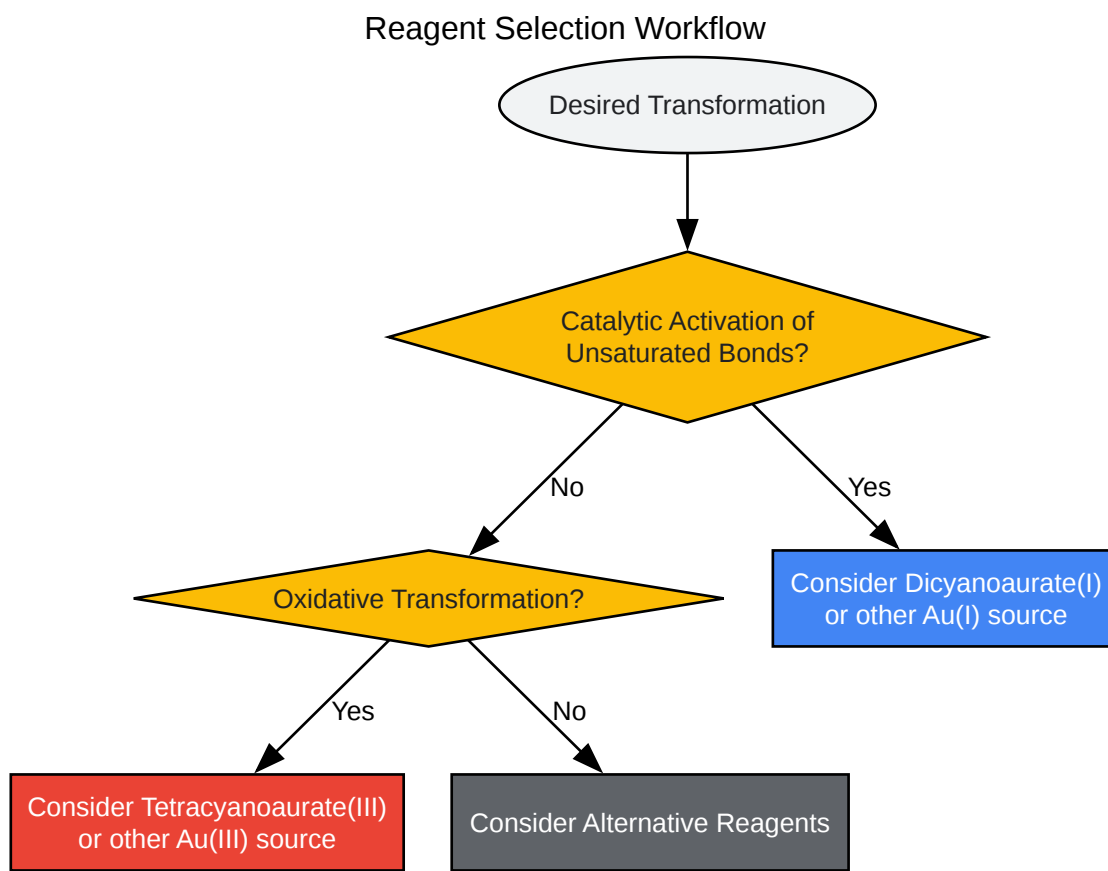 Reagent Selection Workflow
Desired Transformation
Catalytic Activation of
Unsaturated Bonds?
No
Yes
Oxidative Transformation?
Consider Dicyanoaurate(I)
or other Au(I) source
Yes
No
Consider Tetracyanoaurate(III)
or other Au(III) source
Consider Alternative Reagents